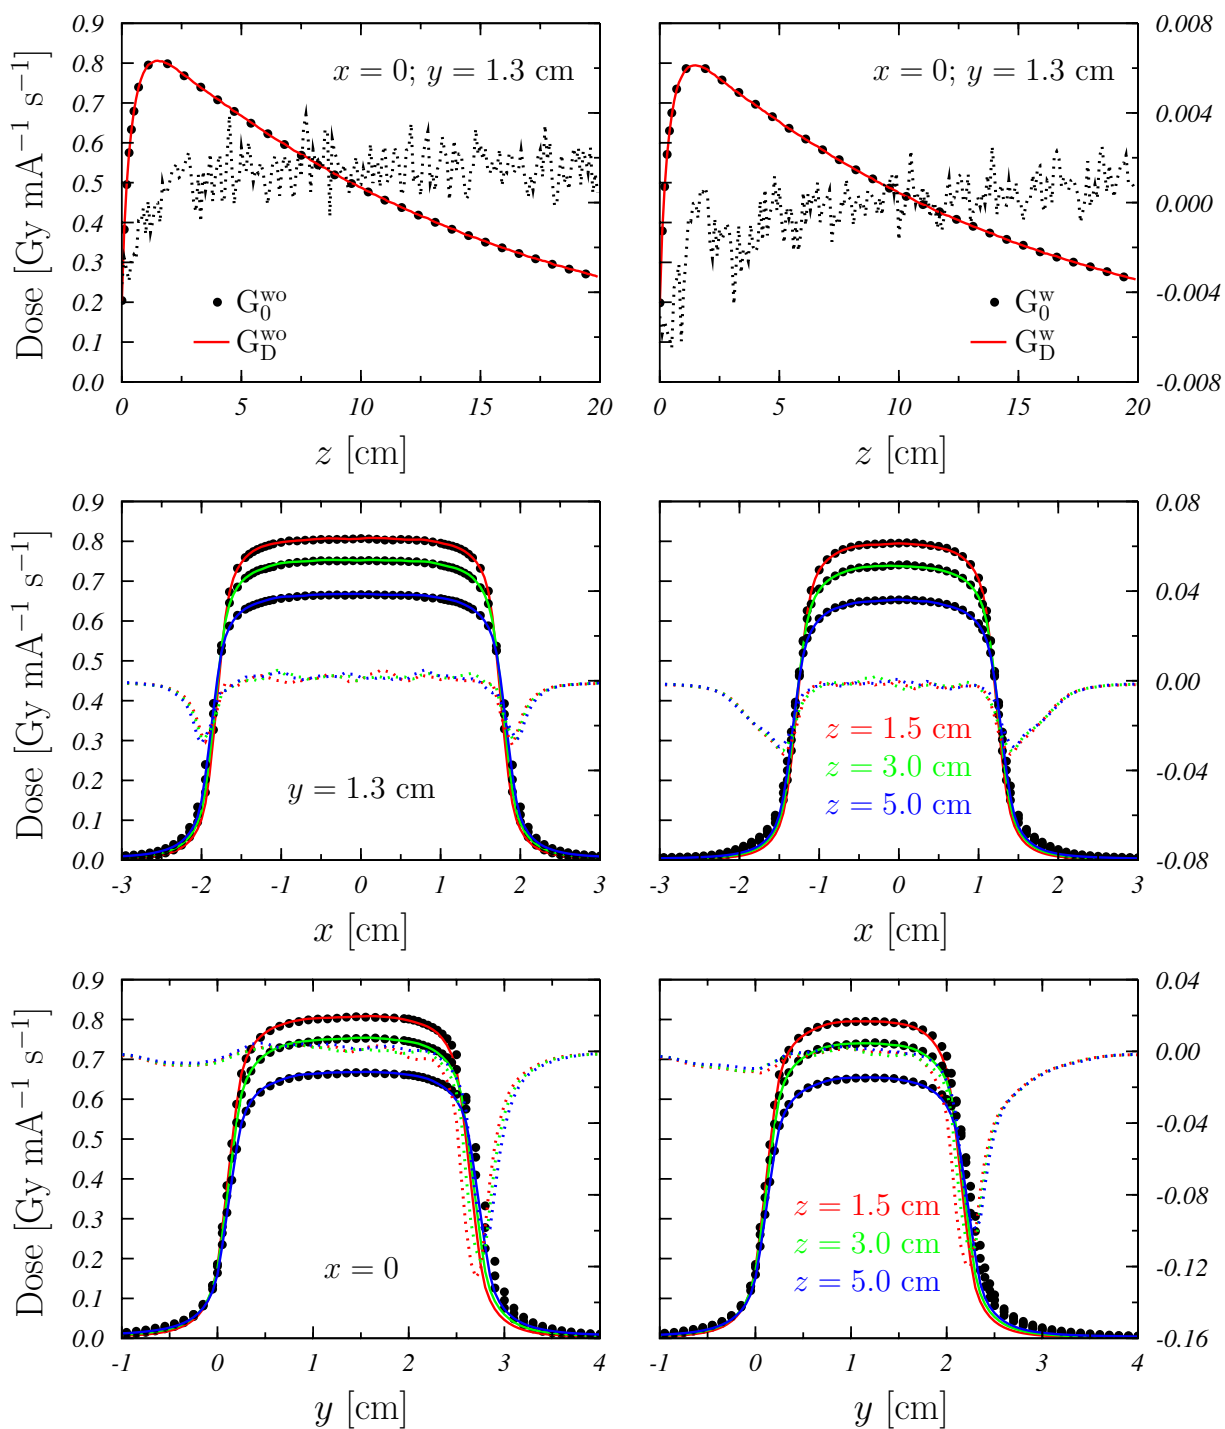 0.9
0.8
0.7
0.6
0.5
0.4
0.3
0.2
0.1
0.0
Dose [Gy mA⁻¹ s⁻¹]
x = 0; y = 1.3 cm
G₀ʷᵒ
G_Dʷᵒ
0 5 10 15 20
z [cm]
x = 0; y = 1.3 cm
G₀ʷ
G_Dʷ
0.008
0.004
0.000
-0.004
-0.008
0 5 10 15 20
z [cm]
0.9
0.8
0.7
0.6
0.5
0.4
0.3
0.2
0.1
0.0
Dose [Gy mA⁻¹ s⁻¹]
y = 1.3 cm
-3 -2 -1 0 1 2 3
x [cm]
z = 1.5 cm
z = 3.0 cm
z = 5.0 cm
0.08
0.04
0.00
-0.04
-0.08
-3 -2 -1 0 1 2 3
x [cm]
0.9
0.8
0.7
0.6
0.5
0.4
0.3
0.2
0.1
0.0
Dose [Gy mA⁻¹ s⁻¹]
x = 0
-1 0 1 2 3 4
y [cm]
z = 1.5 cm
z = 3.0 cm
z = 5.0 cm
0.04
0.00
-0.04
-0.08
-0.12
-0.16
-1 0 1 2 3 4
y [cm]